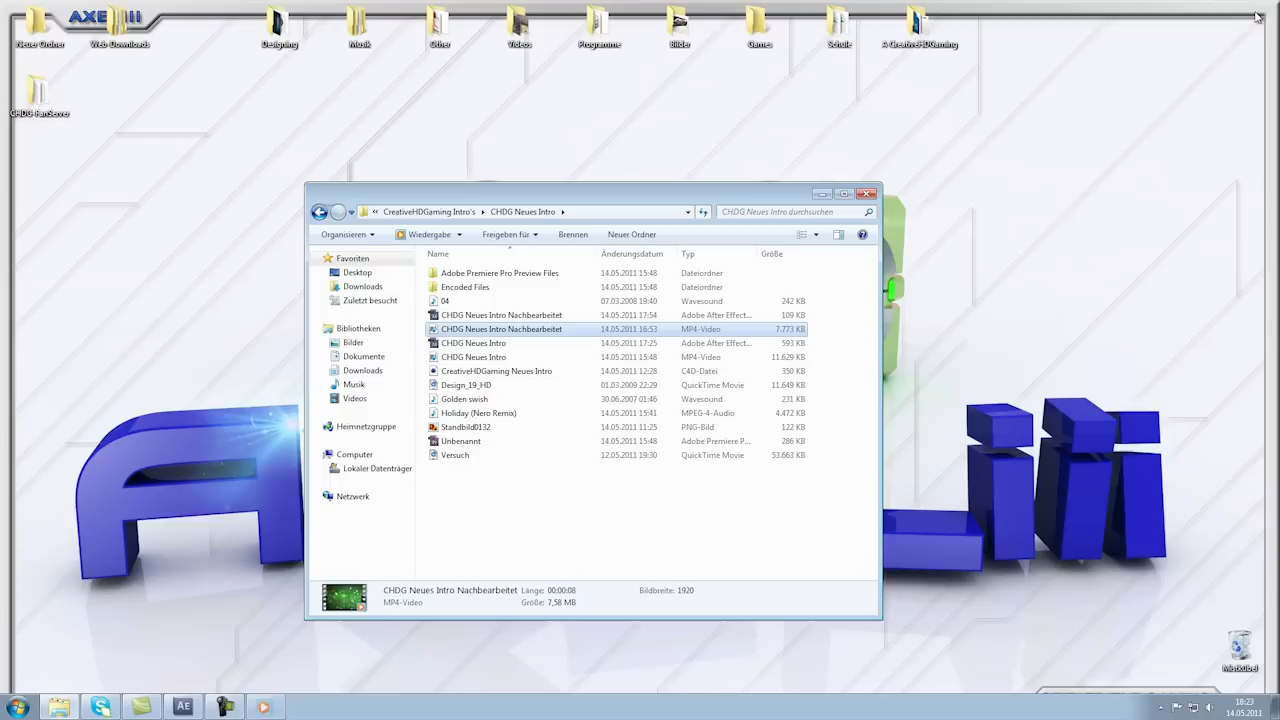 AXE
Neuer Ordner
Web-Downloads
Designing
Musik
Other
Videos
Programme
Bilder
Games
Schule
A CreativeHDGaming
CHDG-FanServer
« CreativeHDGaming Intro's
CHDG Neues Intro
CHDG Neues Intro durchsuchen
Organisieren
Wiedergabe
Freigeben für
Brennen
Neuer Ordner
Name Änderungsdatum Typ Größe
Favoriten
Desktop
Downloads
Zuletzt besucht
Bibliotheken
Bilder
Dokumente
Downloads
Musik
Videos
Heimnetzgruppe
Computer
Lokaler Datenträger
Netzwerk
Adobe Premiere Pro Preview Files 14.05.2011 15:48 Dateiordner
Encoded Files 14.05.2011 15:48 Dateiordner
04 07.03.2008 19:40 Wavesound 242 KB
CHDG Neues Intro Nachbearbeitet 14.05.2011 17:54 Adobe After Effect... 109 KB
CHDG Neues Intro Nachbearbeitet 14.05.2011 16:53 MP4-Video 7.773 KB
CHDG Neues Intro 14.05.2011 17:25 Adobe After Effect... 593 KB
CHDG Neues Intro 14.05.2011 15:48 MP4-Video 11.629 KB
CreativeHDGaming Neues Intro 14.05.2011 12:28 C4D-Datei 350 KB
Design_19_HD 01.03.2009 22:29 QuickTime Movie 11.649 KB
Golden swish 30.06.2007 01:46 Wavesound 231 KB
Holiday (Nero Remix) 14.05.2011 15:41 MPEG-4-Audio 4.472 KB
Standbild0132 14.05.2011 11:25 PNG-Bild 122 KB
Unbenannt 14.05.2011 15:48 Adobe Premiere P... 286 KB
Versuch 12.05.2011 19:30 QuickTime Movie 53.663 KB
CHDG Neues Intro Nachbearbeitet Länge: 00:00:08 Bildbreite: 1920
MP4-Video Größe: 7,58 MB
Mistkübel
AE
18:23
14.05.2011